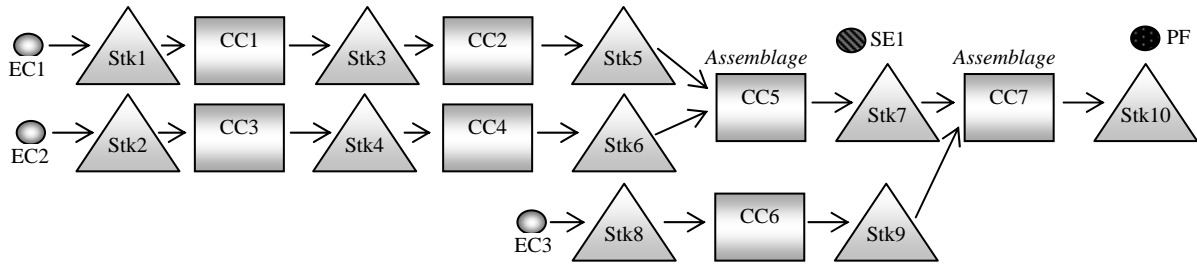 EC1
Stk1
CC1
Stk3
CC2
Stk5
Assemblage
CC5
SE1
Stk7
Assemblage
CC7
PF
Stk10
EC2
Stk2
CC3
Stk4
CC4
Stk6
EC3
Stk8
CC6
Stk9